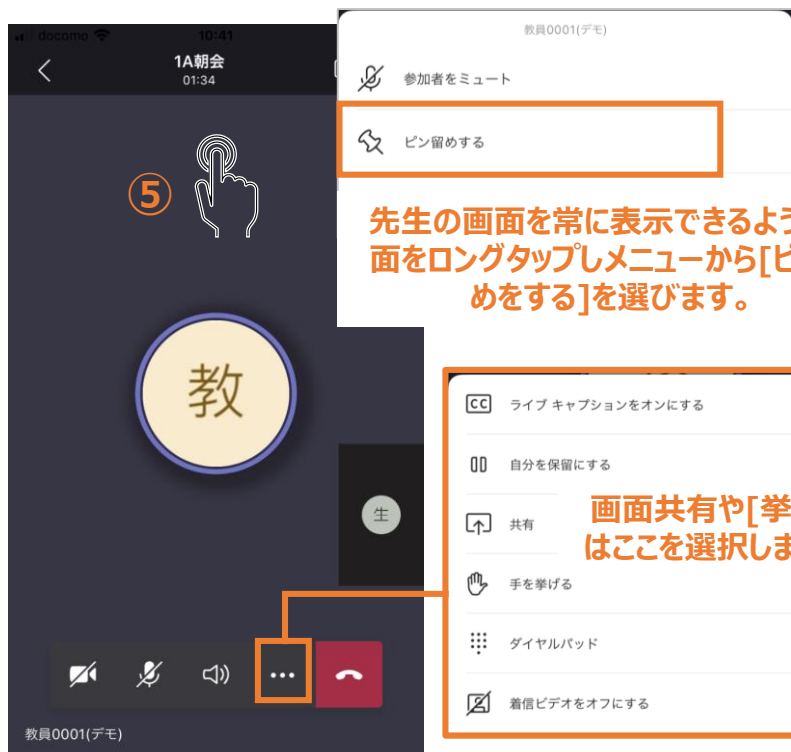 docomo 10:41
1A朝会
01:34
⑤
教
生
教員0001(デモ)
教員0001(デモ)
参加者をミュート
ピン留めする
先生の画面を常に表示できるよう
面をロングタップしメニューから[ピ
めをする]を選びます。
CC ライブ キャプションをオンにする
自分を保留にする
共有
画面共有や[挙
はここを選択しま
手を挙げる
ダイヤルパッド
着信ビデオをオフにする